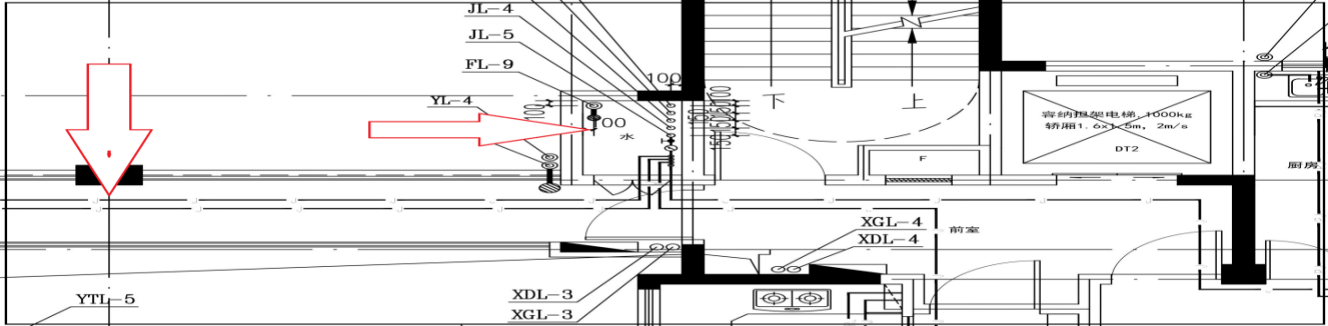 JL-4
JL-5
FL-9
100
YL-4
100
00
水
下
上
容纳担架电梯,1000kg
轿厢1.6x1.5m, 2m/s
DT2
F
厨房
J J J J J J J J
XGL-4
前室
XDL-4
XDL-3
XGL-3
YTL-5